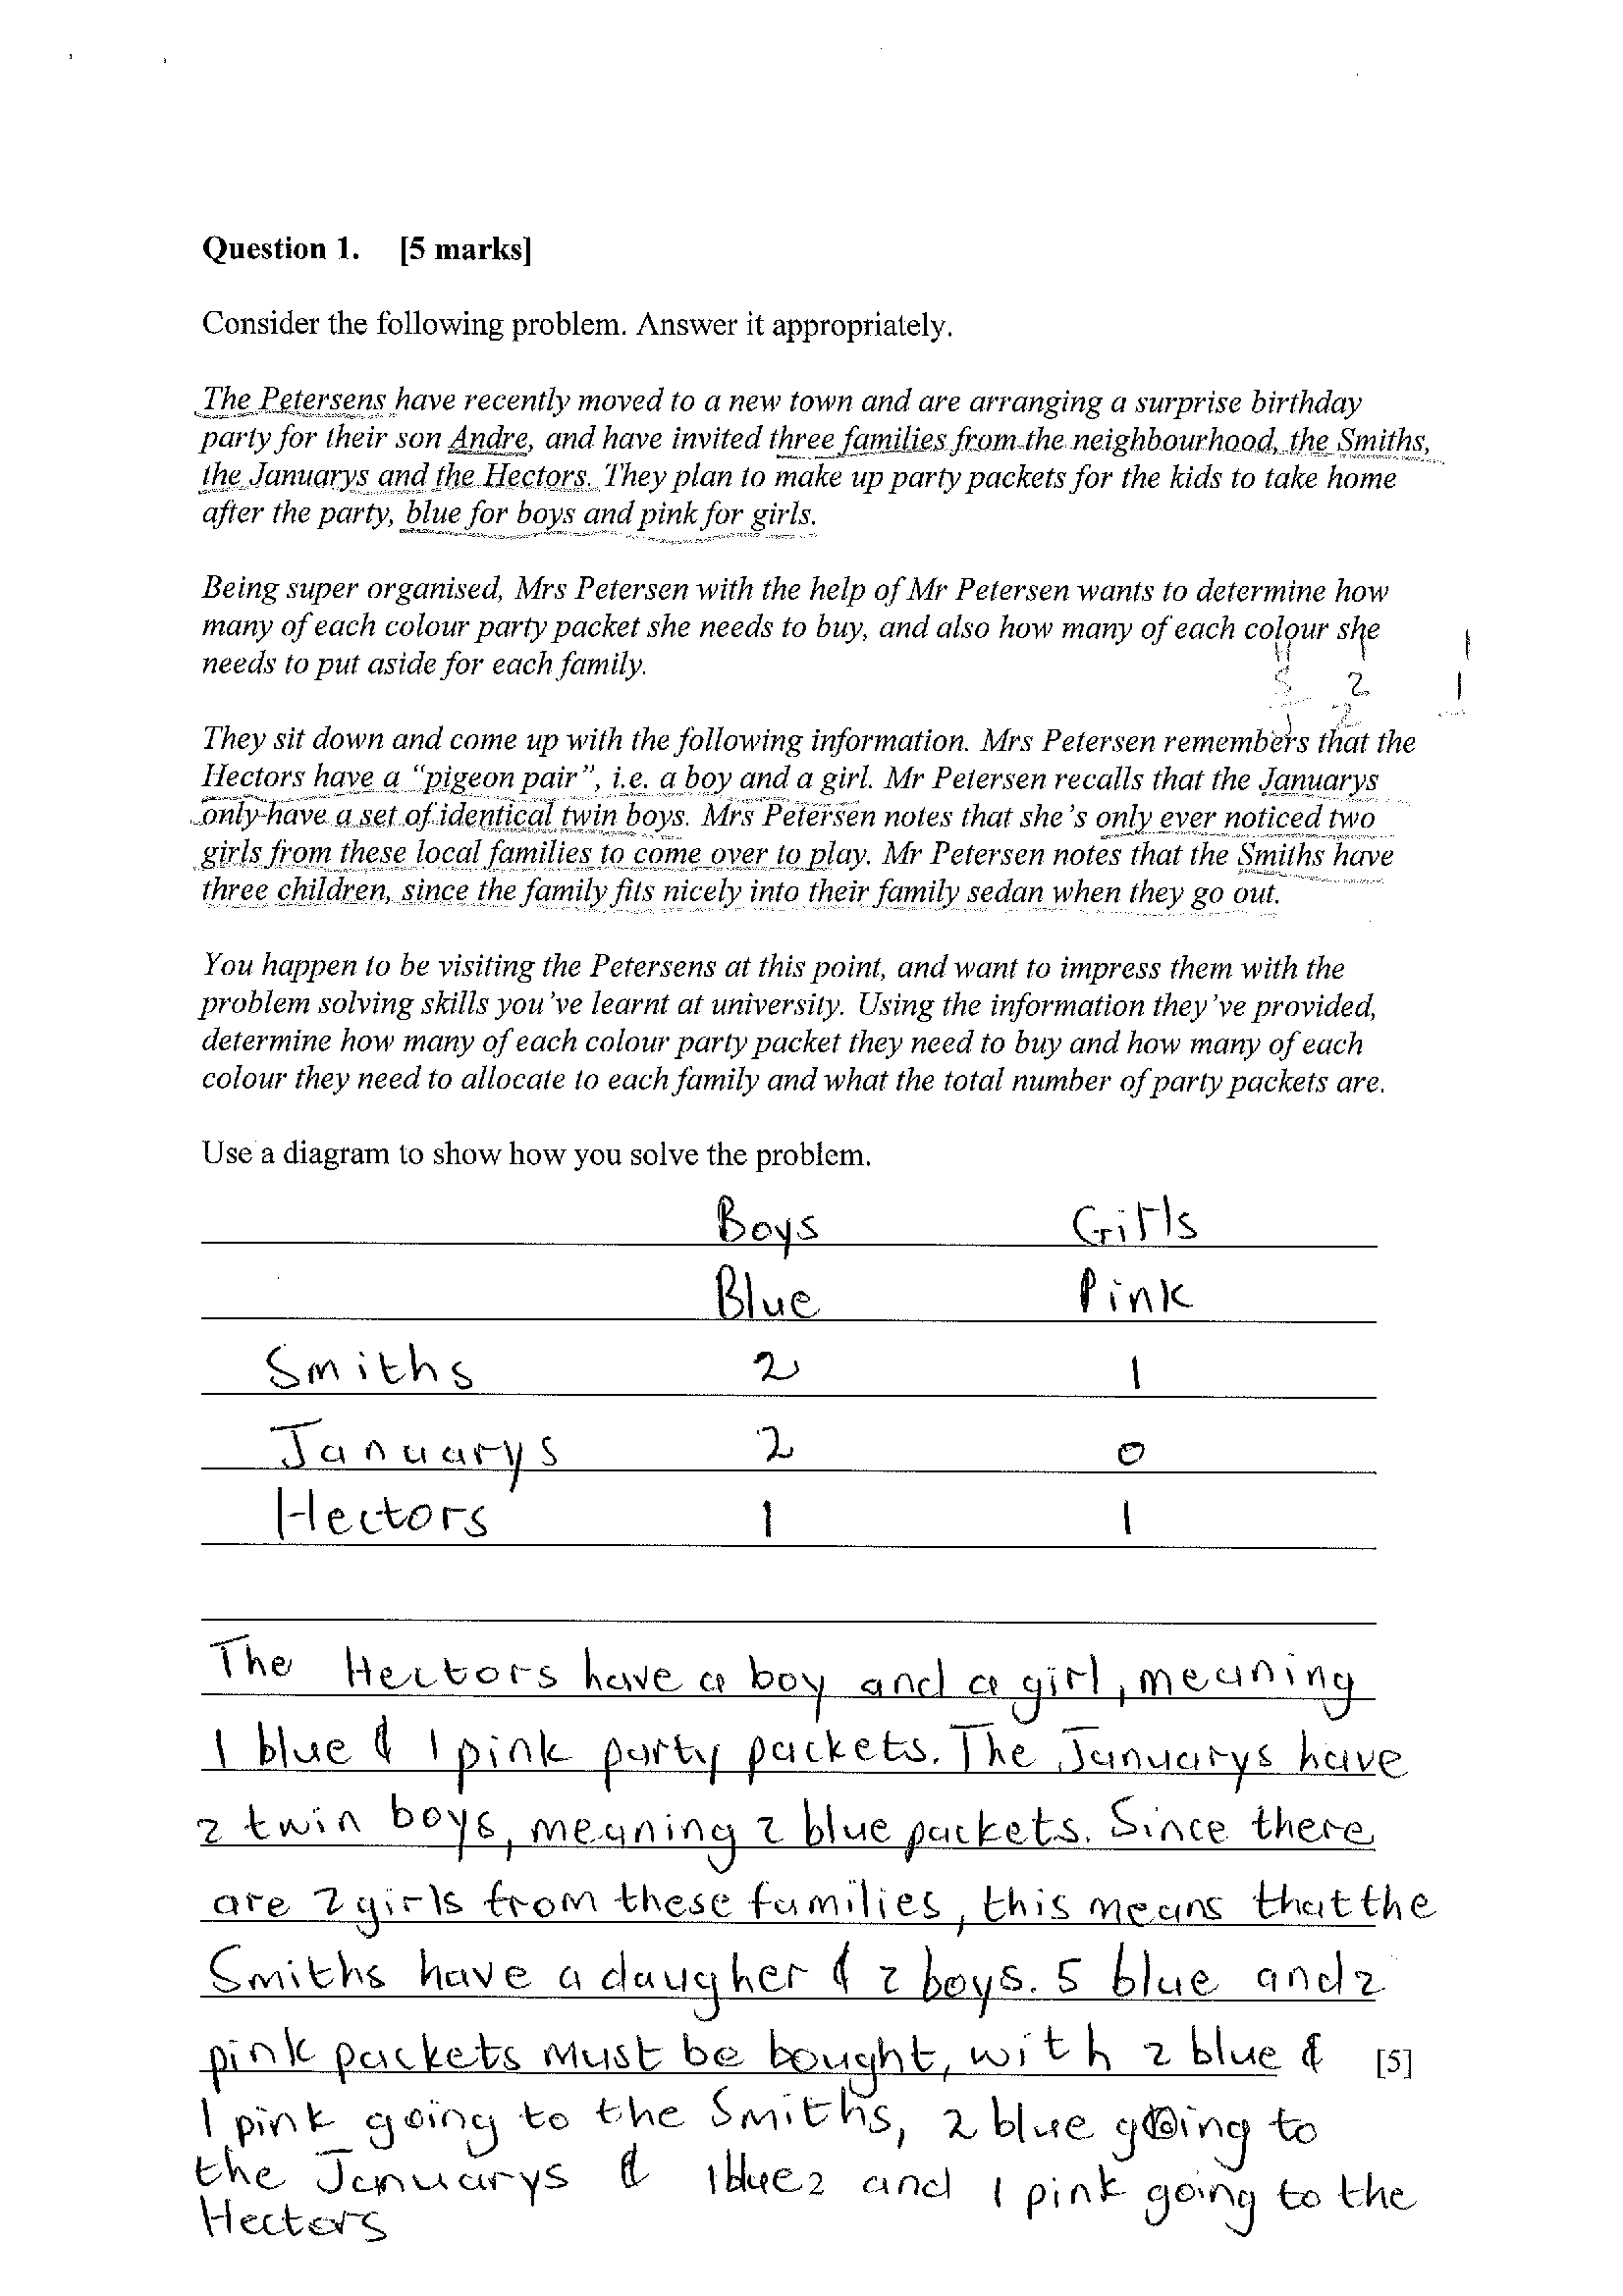 Question 1. [5 marks]
Consider the following problem. Answer it appropriately.
The Petersens have recently moved to a new town and are arranging a surprise birthday
party for their son Andre, and have invited three families from the neighbourhood, the Smiths,
the Januarys and the Hectors. They plan to make up party packets for the kids to take home
after the party, blue for boys and pink for girls.
Being super organised, Mrs Petersen with the help of Mr Petersen wants to determine how
many of each colour party packet she needs to buy, and also how many of each colour she
needs to put aside for each family.
1
2 1
2
They sit down and come up with the following information. Mrs Petersen remembers that the
Hectors have a "pigeon pair", i.e. a boy and a girl. Mr Petersen recalls that the Januarys
only have a set of identical twin boys. Mrs Petersen notes that she's only ever noticed two
girls from these local families to come over to play. Mr Petersen notes that the Smiths have
three children, since the family fits nicely into their family sedan when they go out.
You happen to be visiting the Petersens at this point, and want to impress them with the
problem solving skills you've learnt at university. Using the information they've provided,
determine how many of each colour party packet they need to buy and how many of each
colour they need to allocate to each family and what the total number of party packets are.
Use a diagram to show how you solve the problem.
Boys Girls
Blue Pink
Smiths 2 1
Januarys 2 0
Hectors 1 1
The Hectors have a boy and a girl, meaning
1 blue & 1 pink party packets. The Januarys have
2 twin boys, meaning 2 blue packets. Since there
are 2 girls from these families, this means that the
Smiths have a daugher & 2 boys. 5 blue and 2
pink packets must be bought, with 2 blue & [5]
1 pink going to the Smiths, 2 blue going to
the Januarys & 1 blue 2 and 1 pink going to the
Hectors